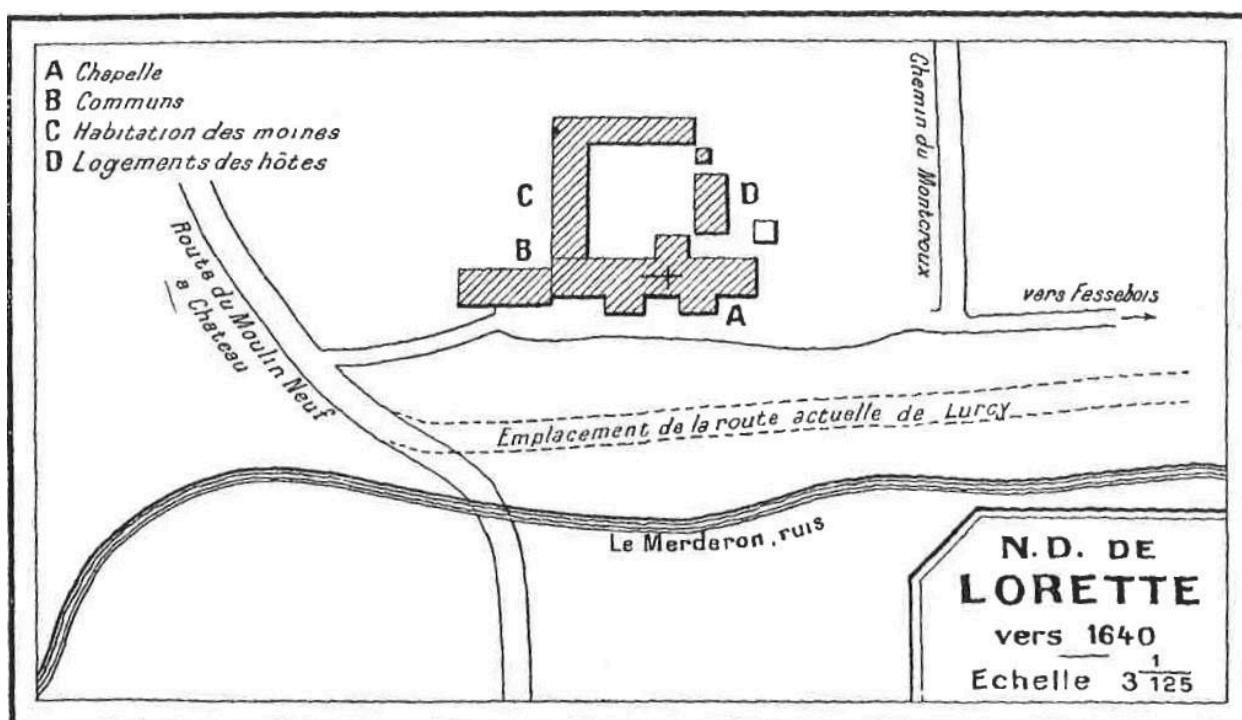 A Chapelle
B Communs
C Habitation des moines
D Logements des hôtes
C
B
D
A
Chemin du Montcroux
vers Fessebois
Route du Moulin Neuf
a Chateau
Emplacement de la route actuelle de Lurcy
Le Merderon, ruis
N.D. DE
LORETTE
vers 1640
Echelle 3 1/125